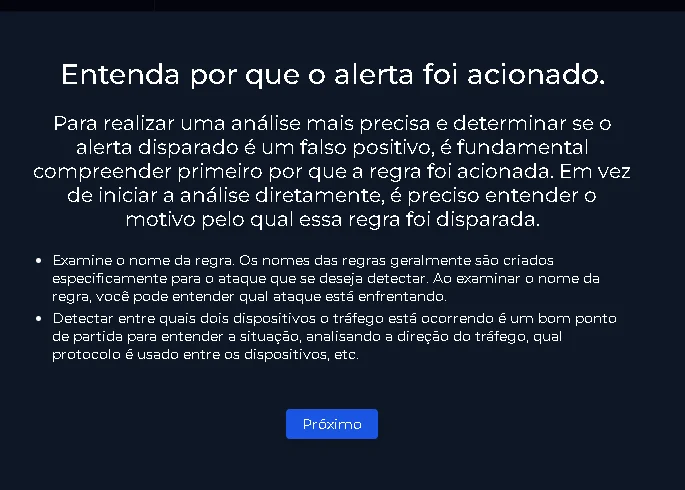 Entenda por que o alerta foi acionado.
Para realizar uma análise mais precisa e determinar se o
alerta disparado é um falso positivo, é fundamental
compreender primeiro por que a regra foi acionada. Em vez
de iniciar a análise diretamente, é preciso entender o
motivo pelo qual essa regra foi disparada.
• Examine o nome da regra. Os nomes das regras geralmente são criados
especificamente para o ataque que se deseja detectar. Ao examinar o nome da
regra, você pode entender qual ataque está enfrentando.
• Detectar entre quais dois dispositivos o tráfego está ocorrendo é um bom ponto
de partida para entender a situação, analisando a direção do tráfego, qual
protocolo é usado entre os dispositivos, etc.
Próximo